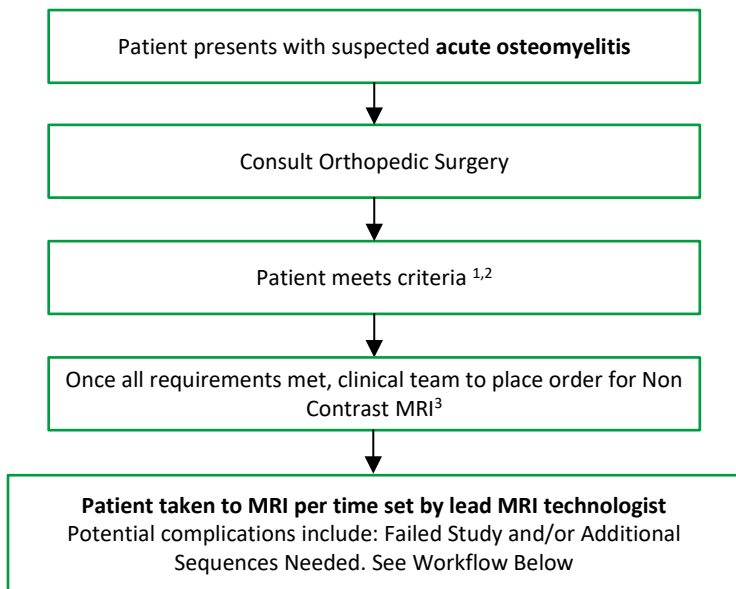 Patient presents with suspected acute osteomyelitis
Consult Orthopedic Surgery
Patient meets criteria 1,2
Once all requirements met, clinical team to place order for Non
Contrast MRI3
Patient taken to MRI per time set by lead MRI technologist
Potential complications include: Failed Study and/or Additional
Sequences Needed. See Workflow Below